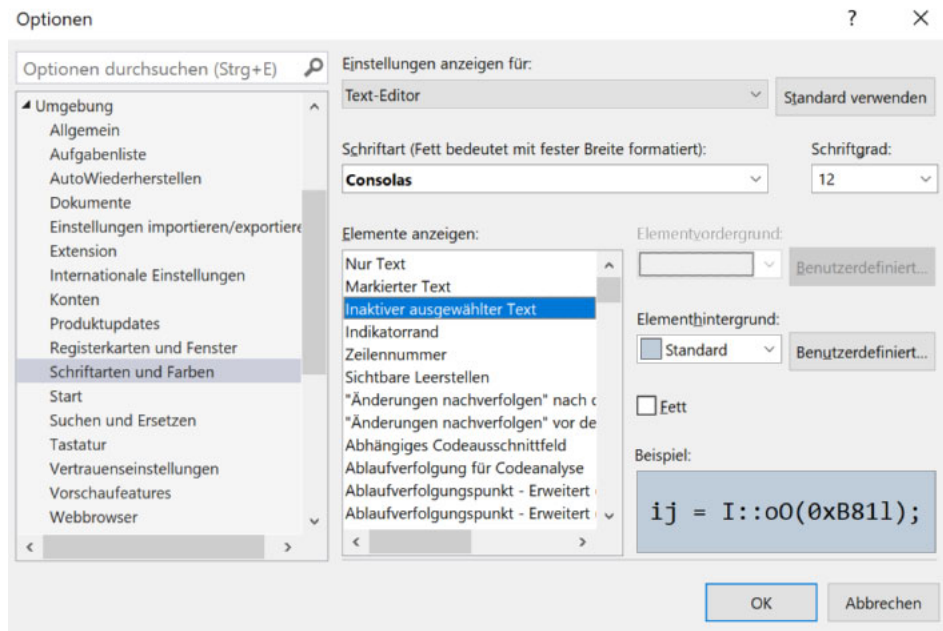 Optionen
?
Optionen durchsuchen (Strg+E)
Umgebung
Allgemein
Aufgabenliste
AutoWiederherstellen
Dokumente
Einstellungen importieren/exportiere
Extension
Internationale Einstellungen
Konten
Produktupdates
Registerkarten und Fenster
Schriftarten und Farben
Start
Suchen und Ersetzen
Tastatur
Vertrauenseinstellungen
Vorschaufeatures
Webbrowser
Einstellungen anzeigen für:
Text-Editor
Standard verwenden
Schriftart (Fett bedeutet mit fester Breite formatiert):
Consolas
Schriftgrad:
12
Elemente anzeigen:
Nur Text
Markierter Text
Inaktiver ausgewählter Text
Indikatorrand
Zeilennummer
Sichtbare Leerstellen
"Änderungen nachverfolgen" nach d
"Änderungen nachverfolgen" vor de
Abhängiges Codeausschnittfeld
Ablaufverfolgung für Codeanalyse
Ablaufverfolgungspunkt - Erweitert
Ablaufverfolgungspunkt - Erweitert
Elementvordergrund:
Benutzerdefiniert...
Elementhintergrund:
Standard
Benutzerdefiniert...
Fett
Beispiel:
ij = I::oO(0xB81l);
OK
Abbrechen